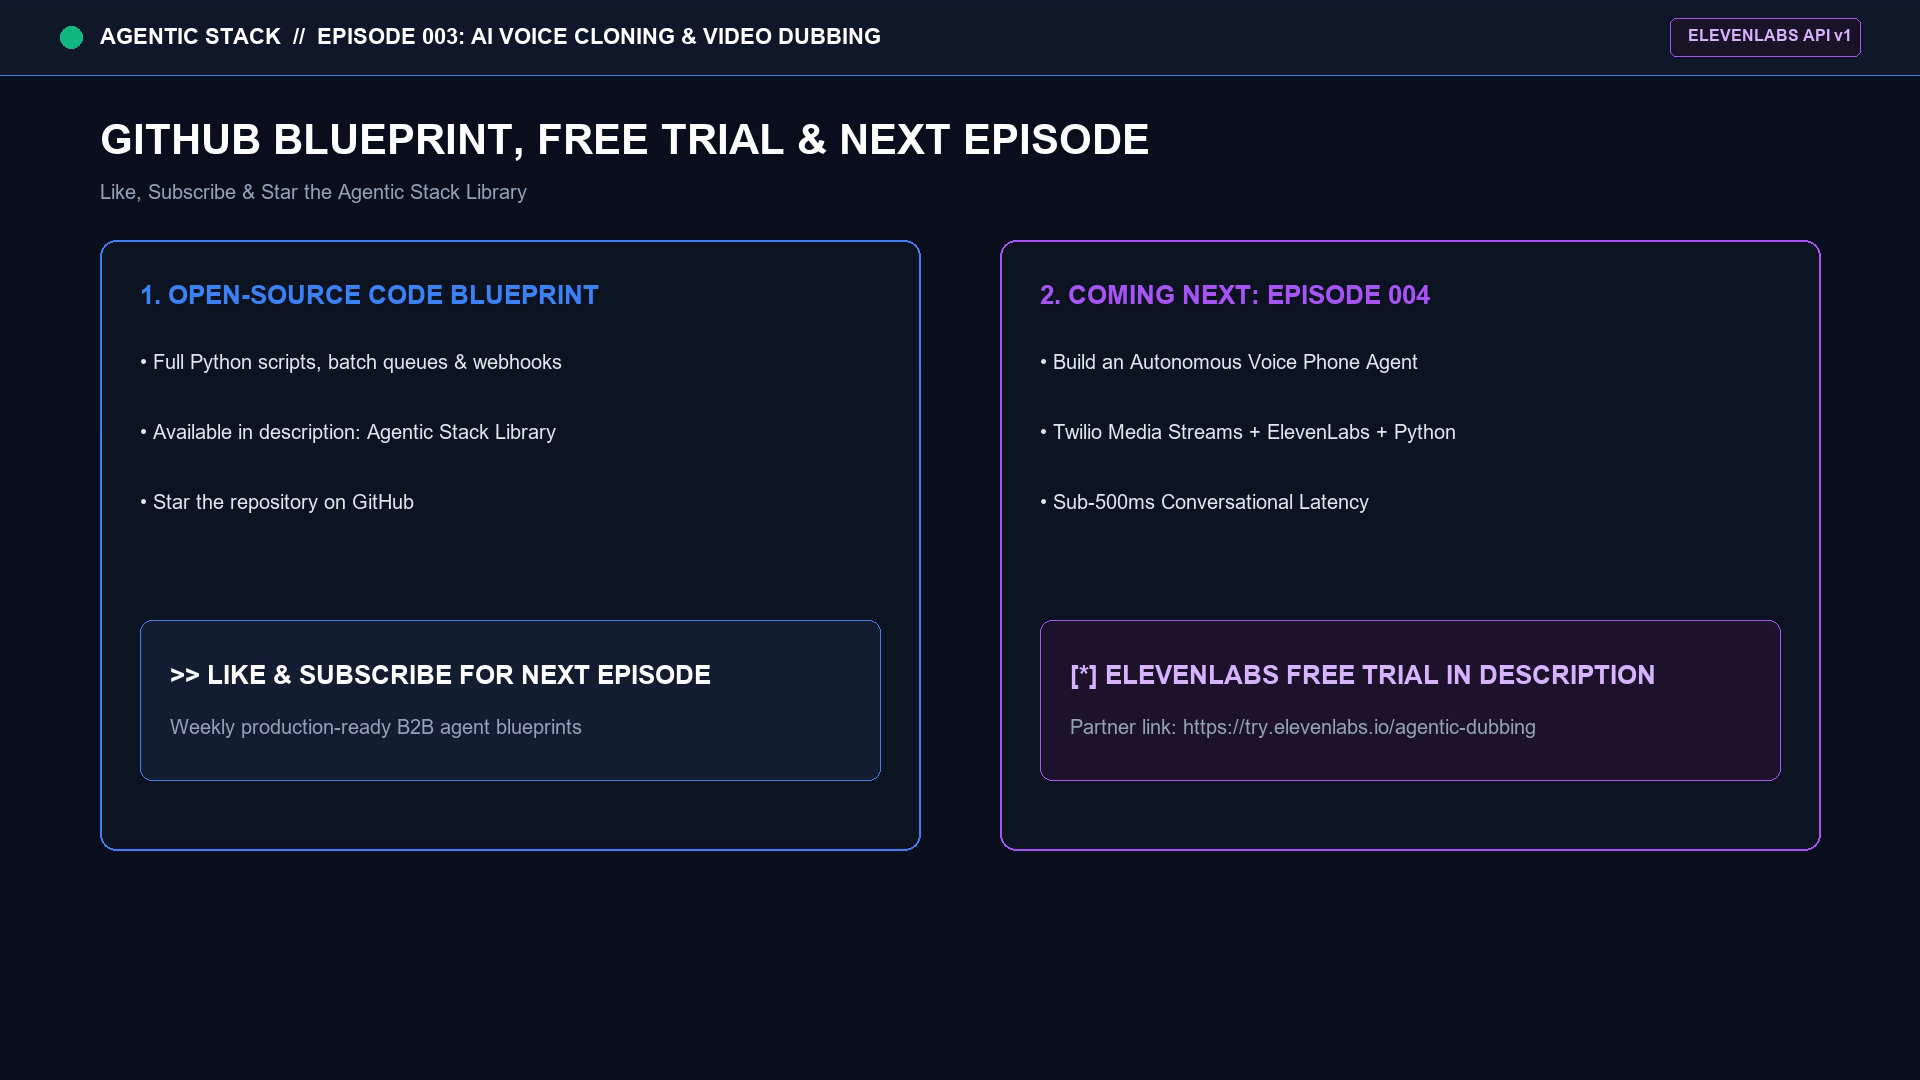 AGENTIC STACK // EPISODE 003: AI VOICE CLONING & VIDEO DUBBING
ELEVENLABS API v1
GITHUB BLUEPRINT, FREE TRIAL & NEXT EPISODE
Like, Subscribe & Star the Agentic Stack Library
1. OPEN-SOURCE CODE BLUEPRINT
• Full Python scripts, batch queues & webhooks
• Available in description: Agentic Stack Library
• Star the repository on GitHub
>> LIKE & SUBSCRIBE FOR NEXT EPISODE
Weekly production-ready B2B agent blueprints
2. COMING NEXT: EPISODE 004
• Build an Autonomous Voice Phone Agent
• Twilio Media Streams + ElevenLabs + Python
• Sub-500ms Conversational Latency
[*] ELEVENLABS FREE TRIAL IN DESCRIPTION
Partner link: https://try.elevenlabs.io/agentic-dubbing